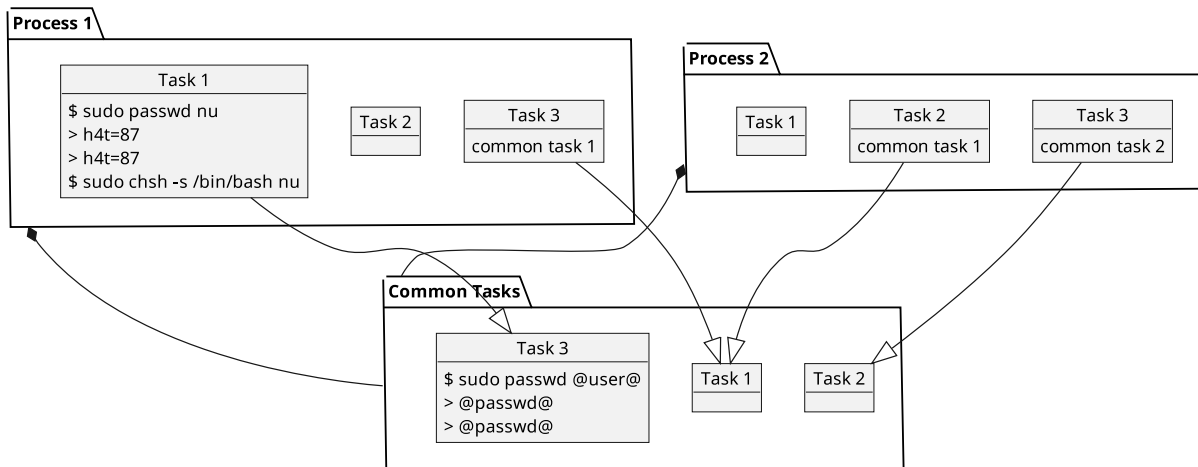 Process 1
Task 1
$ sudo passwd nu
> h4t=87
> h4t=87
$ sudo chsh -s /bin/bash nu
Task 2
Task 3
common task 1
Process 2
Task 1
Task 2
common task 1
Task 3
common task 2
Common Tasks
Task 3
$ sudo passwd @user@
> @passwd@
> @passwd@
Task 1
Task 2